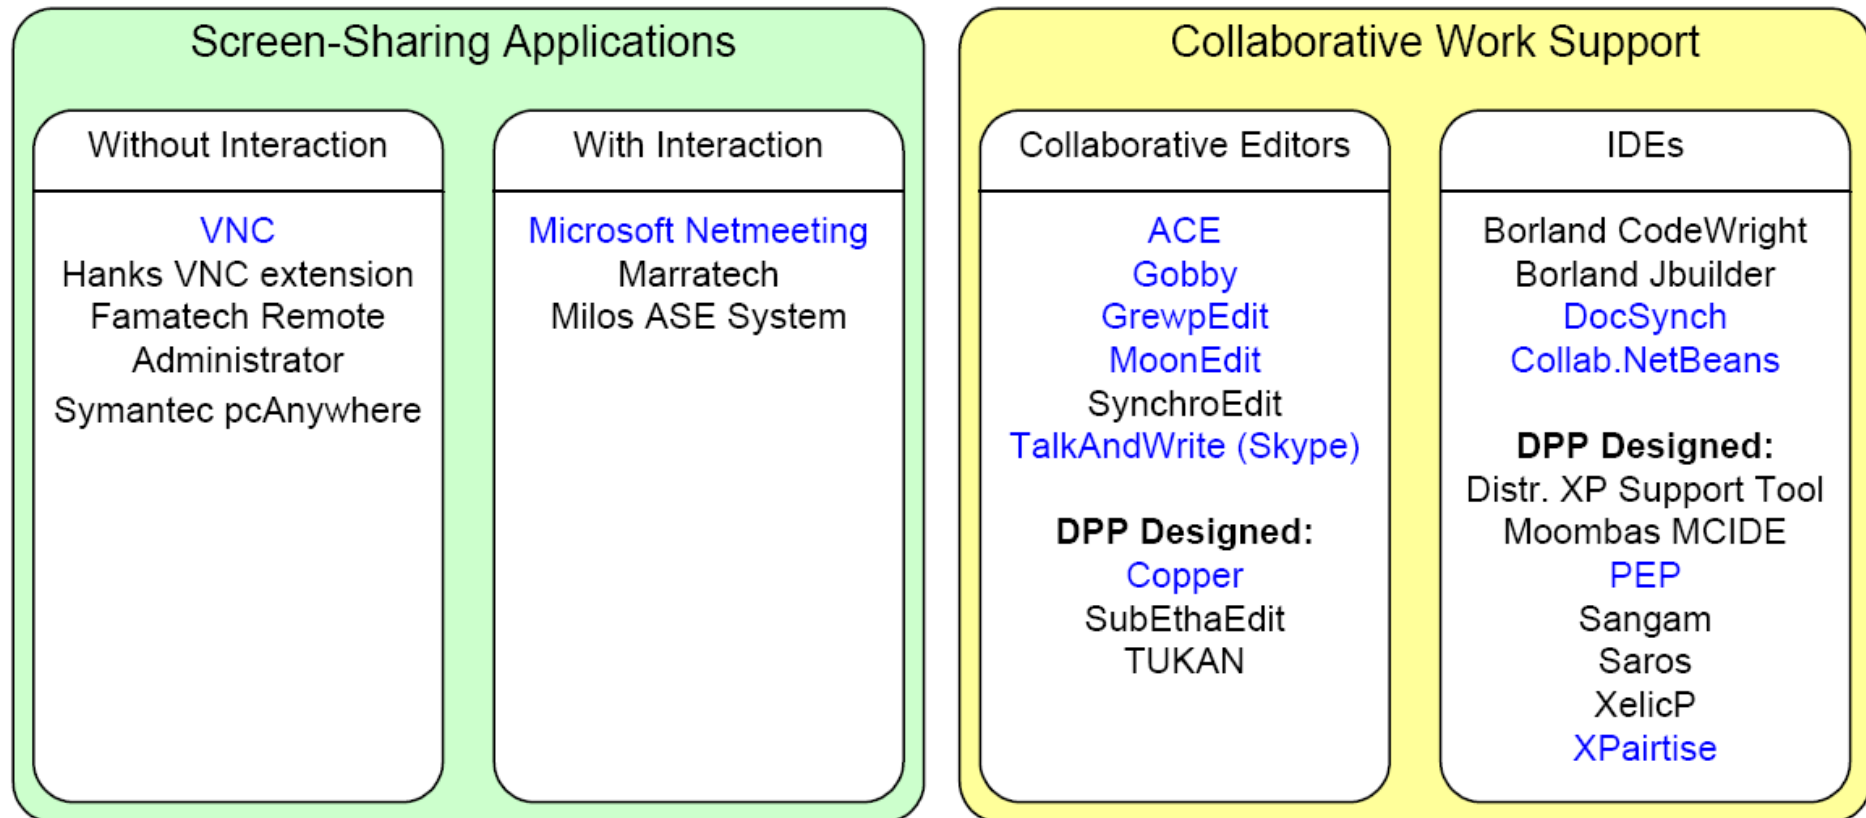 Screen-Sharing Applications
Without Interaction
VNC
Hanks VNC extension
Famatech Remote
Administrator
Symantec pcAnywhere
With Interaction
Microsoft Netmeeting
Marratech
Milos ASE System
Collaborative Work Support
Collaborative Editors
ACE
Gobby
GrewpEdit
MoonEdit
SynchroEdit
TalkAndWrite (Skype)
DPP Designed:
Copper
SubEthaEdit
TUKAN
IDEs
Borland CodeWright
Borland Jbuilder
DocSynch
Collab.NetBeans
DPP Designed:
Distr. XP Support Tool
Moombas MCIDE
PEP
Sangam
Saros
XelicP
XPairtise